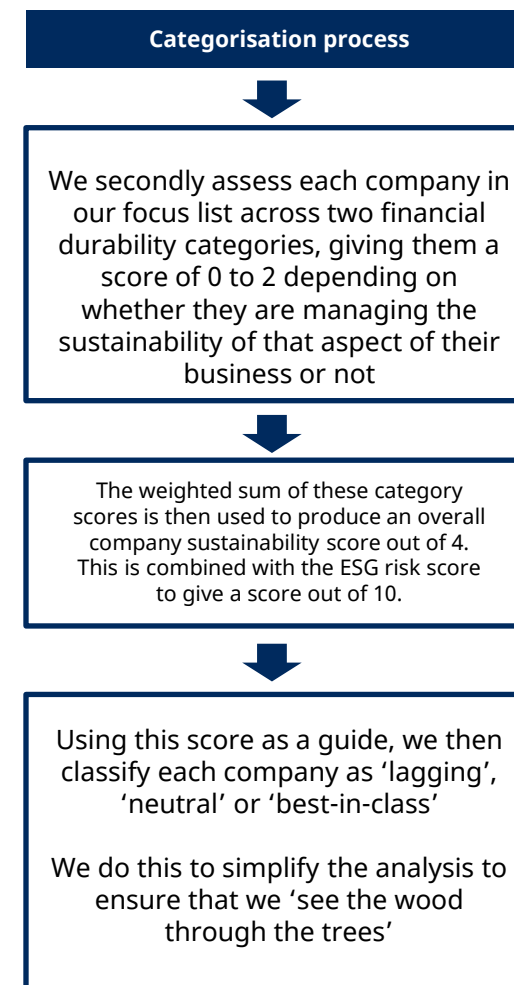 Categorisation process
We secondly assess each company in
our focus list across two financial
durability categories, giving them a
score of 0 to 2 depending on
whether they are managing the
sustainability of that aspect of their
business or not
The weighted sum of these category
scores is then used to produce an overall
company sustainability score out of 4.
This is combined with the ESG risk score
to give a score out of 10.
Using this score as a guide, we then
classify each company as ‘lagging’,
‘neutral’ or ‘best-in-class’
We do this to simplify the analysis to
ensure that we ‘see the wood
through the trees’